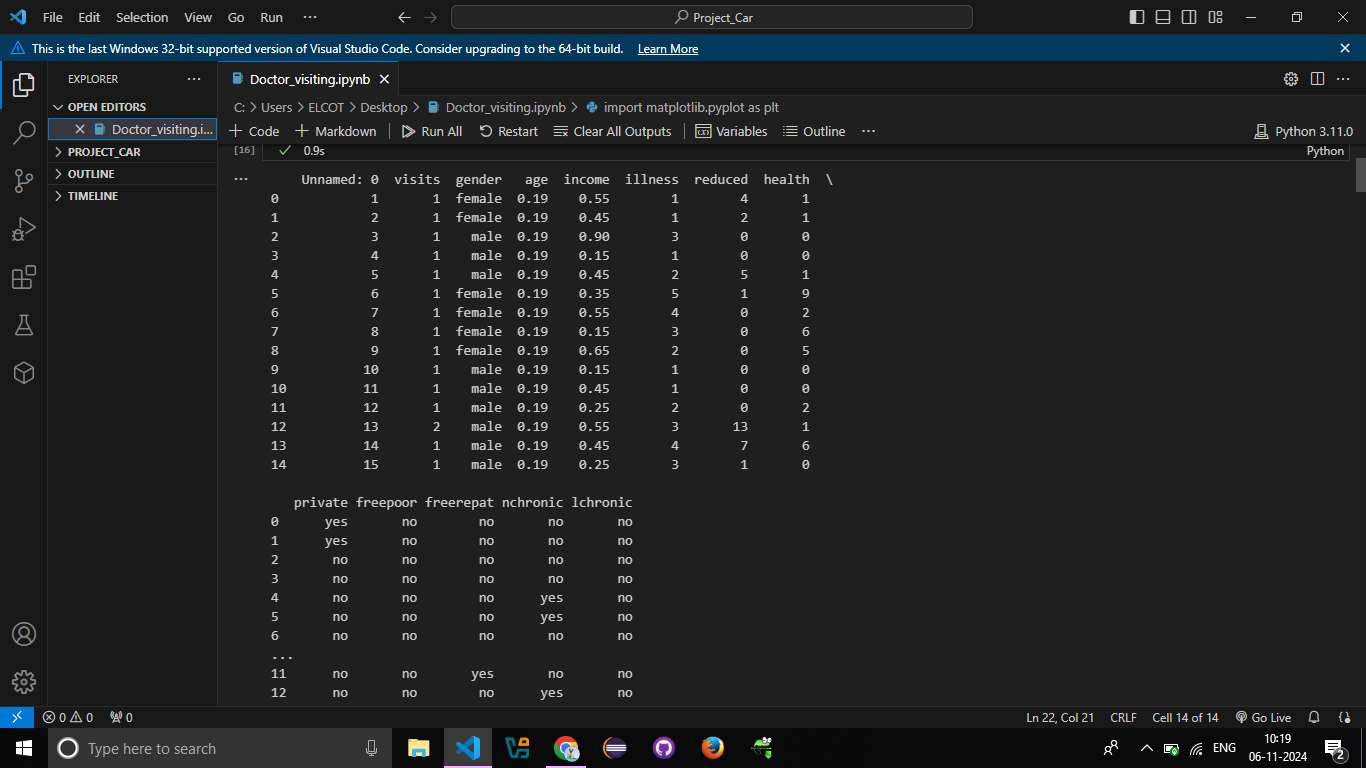 File Edit Selection View Go Run ··· Project_Car
This is the last Windows 32-bit supported version of Visual Studio Code. Consider upgrading to the 64-bit build. Learn More
EXPLORER ···
OPEN EDITORS
Doctor_visiting.i...
PROJECT_CAR
OUTLINE
TIMELINE
Doctor_visiting.ipynb
C: > Users > ELCOT > Desktop > Doctor_visiting.ipynb > import matplotlib.pyplot as plt
+ Code + Markdown Run All Restart Clear All Outputs Variables Outline ··· Python 3.11.0
[16] 0.9s Python
... Unnamed: 0 visits gender age income illness reduced health \
0 1 1 female 0.19 0.55 1 4 1
1 2 1 female 0.19 0.45 1 2 1
2 3 1 male 0.19 0.90 3 0 0
3 4 1 male 0.19 0.15 1 0 0
4 5 1 male 0.19 0.45 2 5 1
5 6 1 female 0.19 0.35 5 1 9
6 7 1 female 0.19 0.55 4 0 2
7 8 1 female 0.19 0.15 3 0 6
8 9 1 female 0.19 0.65 2 0 5
9 10 1 male 0.19 0.15 1 0 0
10 11 1 male 0.19 0.45 1 0 0
11 12 1 male 0.19 0.25 2 0 2
12 13 2 male 0.19 0.55 3 13 1
13 14 1 male 0.19 0.45 4 7 6
14 15 1 male 0.19 0.25 3 1 0
private freepoor freerepat nchronic lchronic
0 yes no no no no
1 yes no no no no
2 no no no no no
3 no no no no no
4 no no no yes no
5 no no no yes no
6 no no no no no
...
11 no no yes no no
12 no no no yes no
0 0 0 Ln 22, Col 21 CRLF Cell 14 of 14 Go Live
Type here to search
ENG
10:19
06-11-2024
2